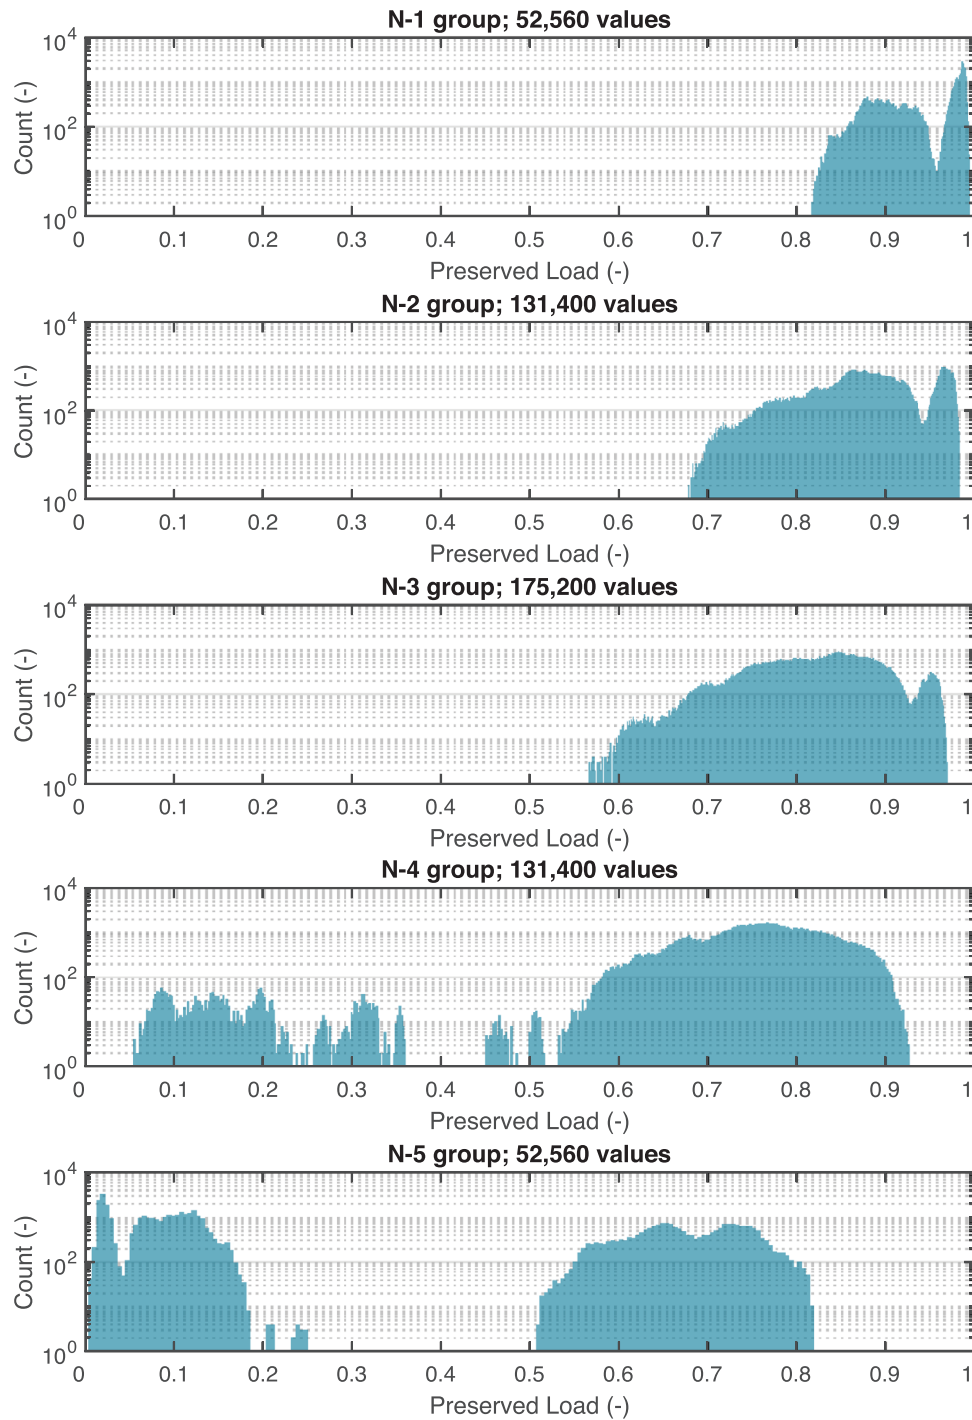 N-1 group; 52,560 values
10^4
10^2
10^0
Count (-)
0 0.1 0.2 0.3 0.4 0.5 0.6 0.7 0.8 0.9 1
Preserved Load (-)
N-2 group; 131,400 values
10^4
10^2
10^0
Count (-)
0 0.1 0.2 0.3 0.4 0.5 0.6 0.7 0.8 0.9 1
Preserved Load (-)
N-3 group; 175,200 values
10^4
10^2
10^0
Count (-)
0 0.1 0.2 0.3 0.4 0.5 0.6 0.7 0.8 0.9 1
Preserved Load (-)
N-4 group; 131,400 values
10^4
10^2
10^0
Count (-)
0 0.1 0.2 0.3 0.4 0.5 0.6 0.7 0.8 0.9 1
Preserved Load (-)
N-5 group; 52,560 values
10^4
10^2
10^0
Count (-)
0 0.1 0.2 0.3 0.4 0.5 0.6 0.7 0.8 0.9 1
Preserved Load (-)